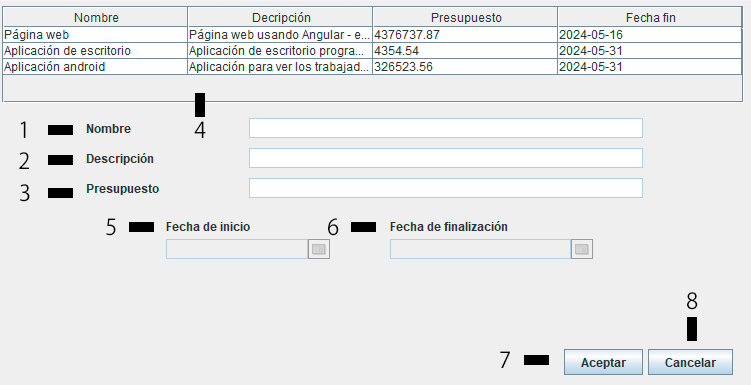 Nombre Decripción Presupuesto Fecha fin
Página web Página web usando Angular - e... 4376737.87 2024-05-16
Aplicación de escritorio Aplicación de escritorio progra... 4354.54 2024-05-31
Aplicación android Aplicación para ver los trabajad... 326523.56 2024-05-31
4
1 Nombre
2 Descripción
3 Presupuesto
5 Fecha de inicio 6 Fecha de finalización
8
7 Aceptar Cancelar